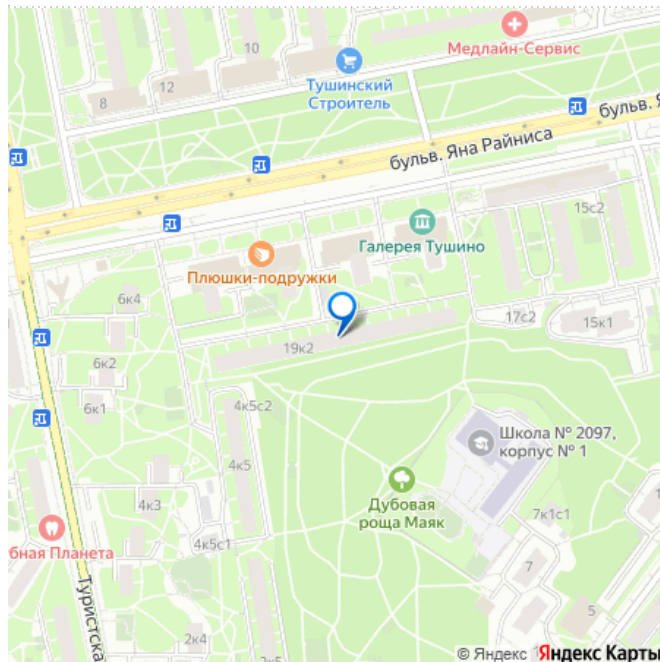 Медлайн-Сервис
10
12
8
Тушинский
Строитель
бульв. Я
бульв. Яна Райниса
15с2
Галерея Тушино
Плюшки-подружки
6к4
17с2
15к1
19к2
6к2
6к1
4к5с2
Школа № 2097,
корпус № 1
4к5
Дубовая
роща Маяк
4к3
7к1с1
4к5с1
бная Планета
7
Туристска
5
2к4
© Яндекс Яндекс Карты